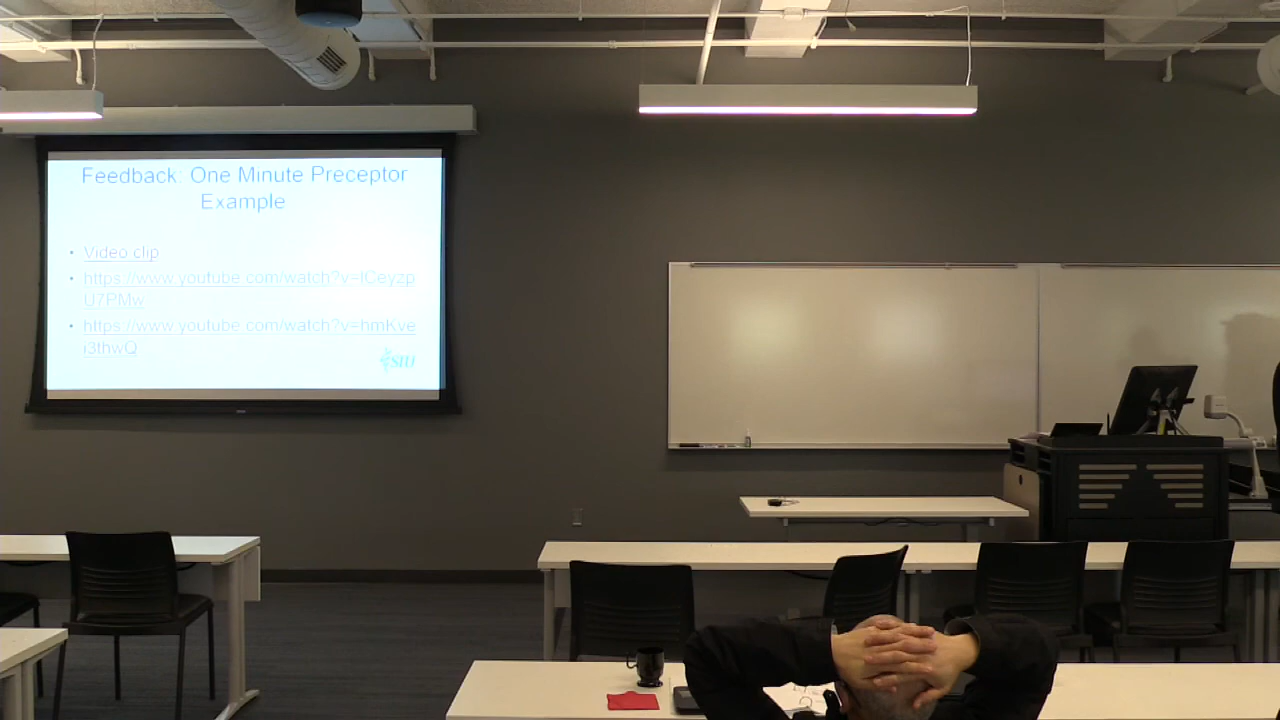 Feedback: One Minute Preceptor
Example
• Video clip
• https://www.youtube.com/watch?v=lCeyzp
U7PMw
• https://www.youtube.com/watch?v=hmKve
i3thwQ
SIU